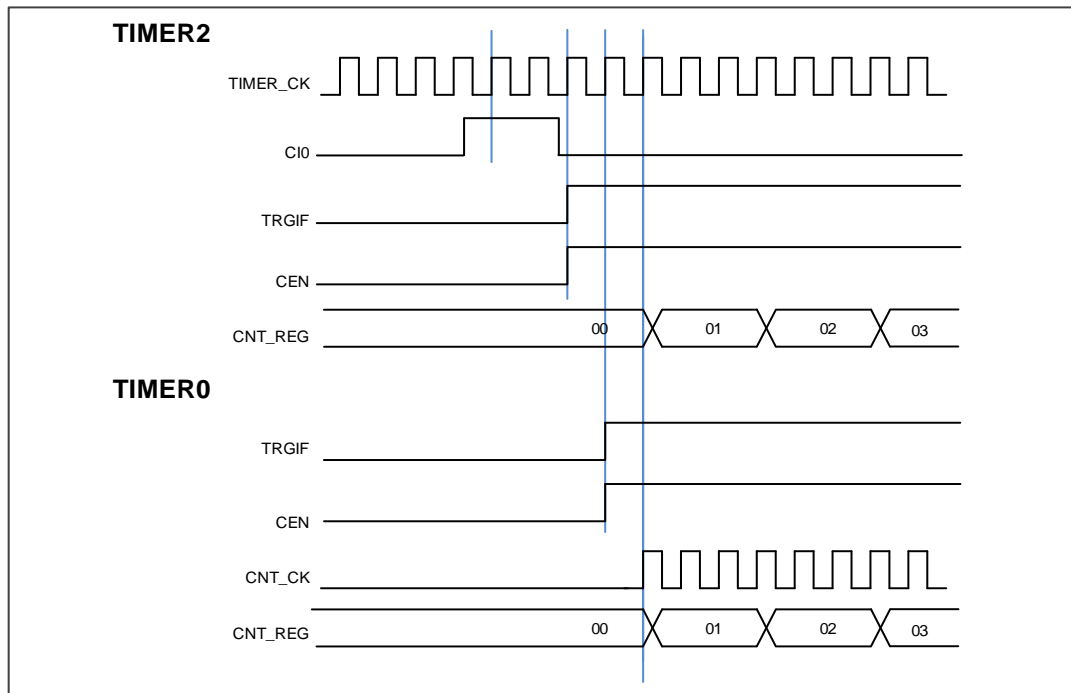 TIMER2
TIMER_CK
CI0
TRGIF
CEN
CNT_REG 00 01 02 03
TIMER0
TRGIF
CEN
CNT_CK
CNT_REG 00 01 02 03